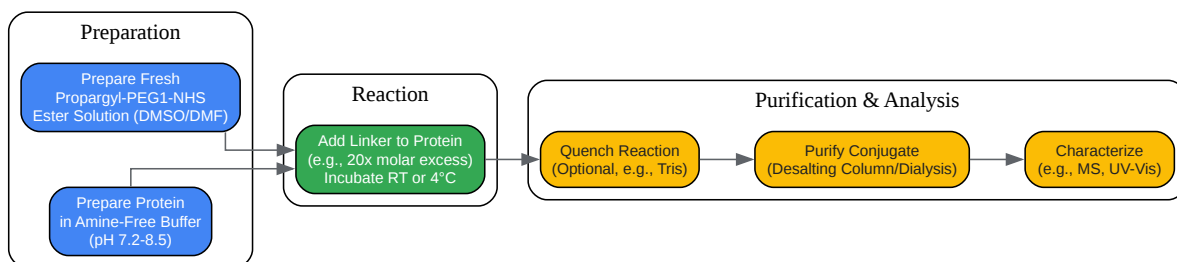 Preparation
Prepare Fresh
Propargyl-PEG1-NHS
Ester Solution (DMSO/DMF)
Prepare Protein
in Amine-Free Buffer
(pH 7.2-8.5)
Reaction
Add Linker to Protein
(e.g., 20x molar excess)
Incubate RT or 4°C
Purification & Analysis
Quench Reaction
(Optional, e.g., Tris)
Purify Conjugate
(Desalting Column/Dialysis)
Characterize
(e.g., MS, UV-Vis)